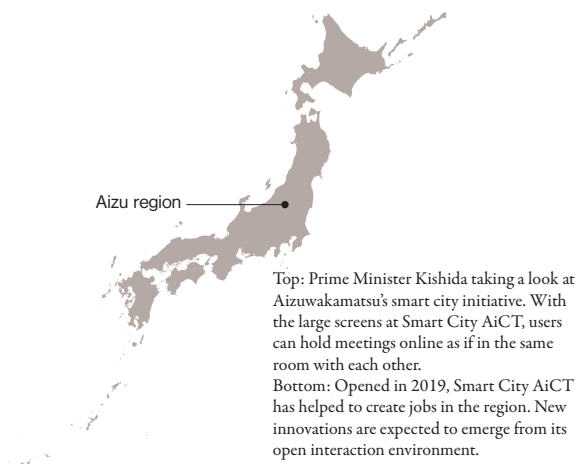 Aizu region
Top: Prime Minister Kishida taking a look at
Aizuwakamatsu’s smart city initiative. With
the large screens at Smart City AiCT, users
can hold meetings online as if in the same
room with each other.
Bottom: Opened in 2019, Smart City AiCT
has helped to create jobs in the region. New
innovations are expected to emerge from its
open interaction environment.